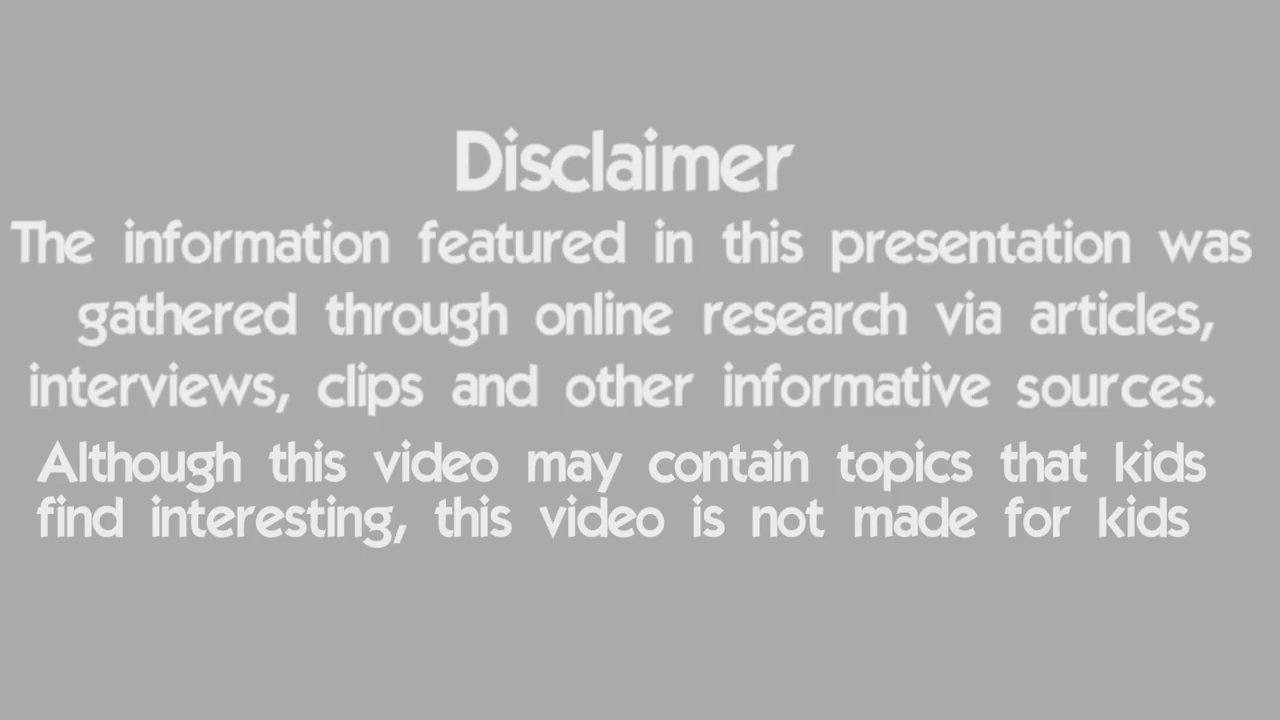 Disclaimer
The information featured in this presentation was
gathered through online research via articles,
interviews, clips and other informative sources.
Although this video may contain topics that kids
find interesting, this video is not made for kids